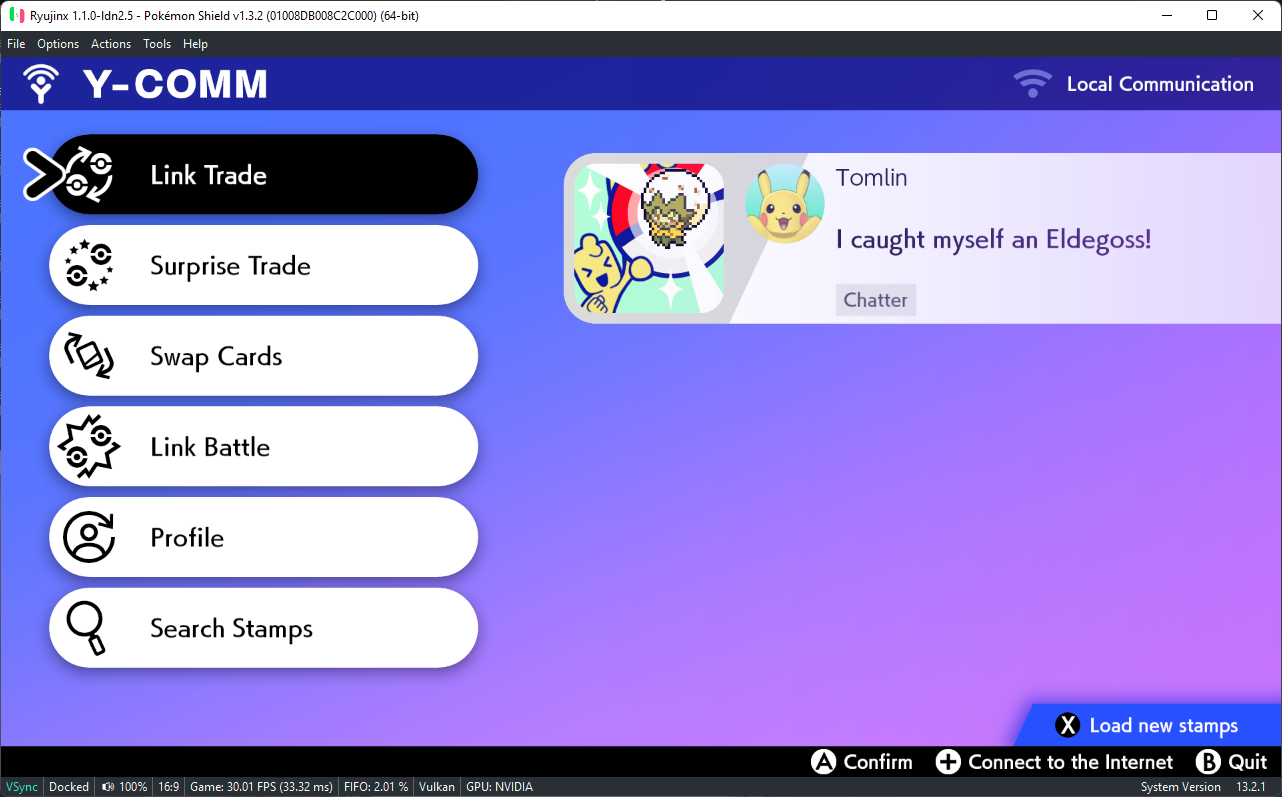 Ryujinx 1.1.0-ldn2.5 - Pokémon Shield v1.3.2 (01008DB008C2C000) (64-bit)
File Options Actions Tools Help
Y-COMM
Local Communication
Link Trade
Surprise Trade
Swap Cards
Link Battle
Profile
Search Stamps
Tomlin
I caught myself an Eldegoss!
Chatter
X Load new stamps
A Confirm + Connect to the Internet B Quit
VSync Docked 100% 16:9 Game: 30.01 FPS (33.32 ms) FIFO: 2.01 % Vulkan GPU: NVIDIA System Version 13.2.1